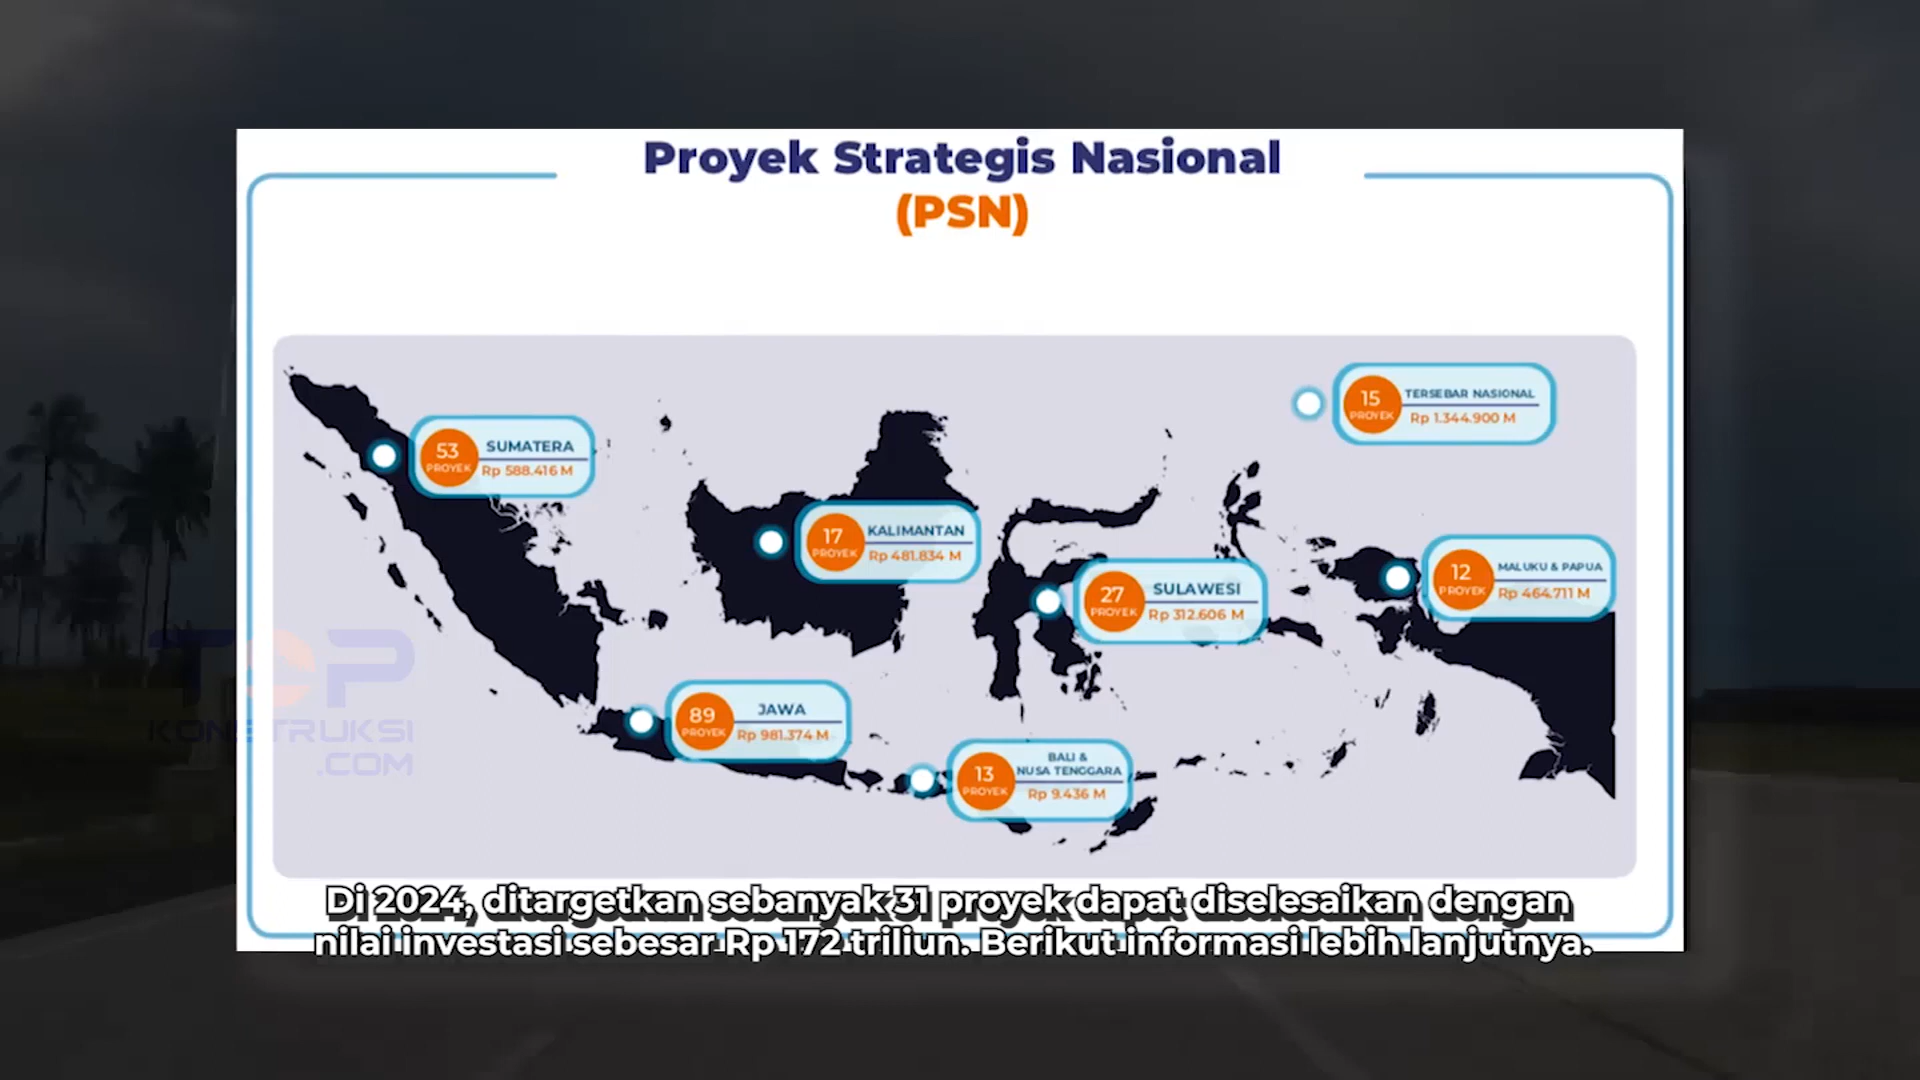 Proyek Strategis Nasional
(PSN)
15
PROYEK
TERSEBAR NASIONAL
Rp 1.344.900 M
53
PROYEK
SUMATERA
Rp 588.416 M
17
PROYEK
KALIMANTAN
Rp 481.834 M
27
PROYEK
SULAWESI
Rp 312.606 M
12
PROYEK
MALUKU & PAPUA
Rp 464.711 M
TOP
KONSTRUKSI
.COM
89
PROYEK
JAWA
Rp 981.374 M
13
PROYEK
BALI &
NUSA TENGGARA
Rp 9.436 M
Di 2024, ditargetkan sebanyak 31 proyek dapat diselesaikan dengan
nilai investasi sebesar Rp 172 triliun. Berikut informasi lebih lanjutnya.